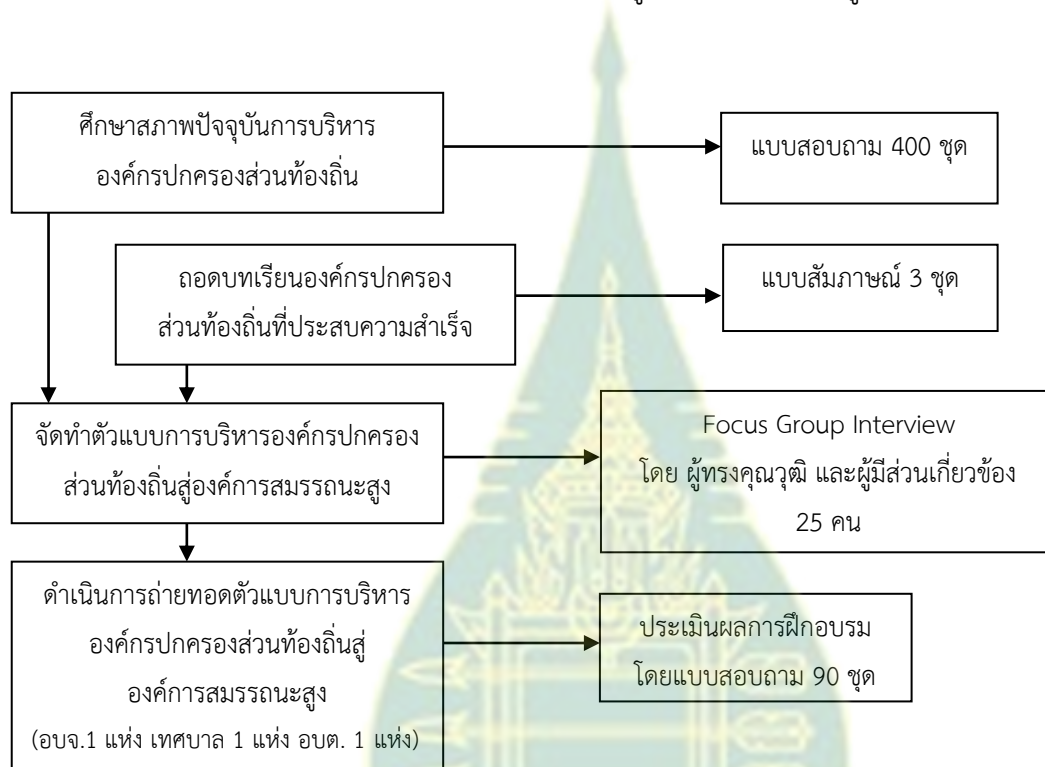 ศึกษาสภาพปัจจุบันการบริหาร
องค์กรปกครองส่วนท้องถิ่น
แบบสอบถาม 400 ชุด
ถอดบทเรียนองค์กรปกครอง
ส่วนท้องถิ่นที่ประสบความสำเร็จ
แบบสัมภาษณ์ 3 ชุด
จัดทำตัวแบบการบริหารองค์กรปกครอง
ส่วนท้องถิ่นสู่องค์การสมรรถนะสูง
Focus Group Interview
โดย ผู้ทรงคุณวุฒิ และผู้มีส่วนเกี่ยวข้อง
25 คน
ดำเนินการถ่ายทอดตัวแบบการบริหาร
องค์กรปกครองส่วนท้องถิ่นสู่
องค์การสมรรถนะสูง
(อบจ.1 แห่ง เทศบาล 1 แห่ง อบต. 1 แห่ง)
ประเมินผลการฝึกอบรม
โดยแบบสอบถาม 90 ชุด